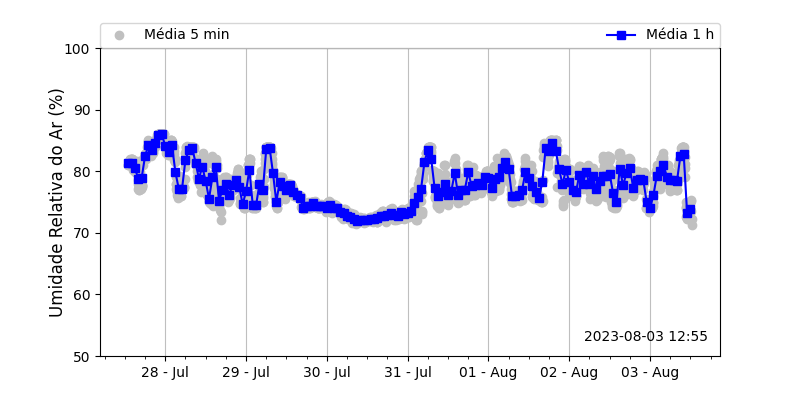 Média 5 min Média 1 h
Umidade Relativa do Ar (%)
100
90
80
70
60
50
2023-08-03 12:55
28 - Jul 29 - Jul 30 - Jul 31 - Jul 01 - Aug 02 - Aug 03 - Aug